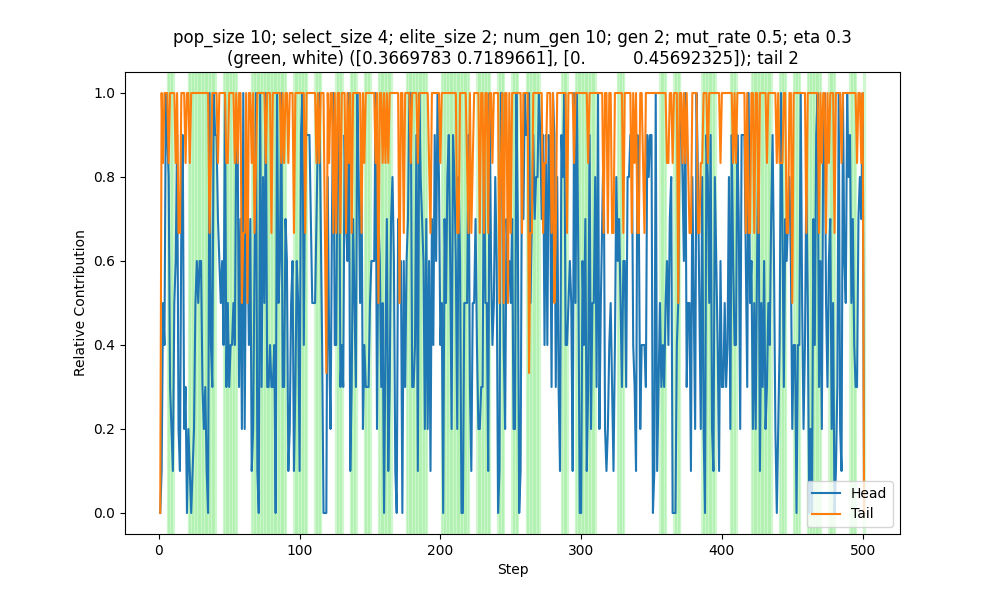 pop_size 10; select_size 4; elite_size 2; num_gen 10; gen 2; mut_rate 0.5; eta 0.3
(green, white) ([0.3669783 0.7189661], [0.         0.45692325]); tail 2
Relative Contribution
1.0
0.8
0.6
0.4
0.2
0.0
Head
Tail
0
100
200
300
400
500
Step